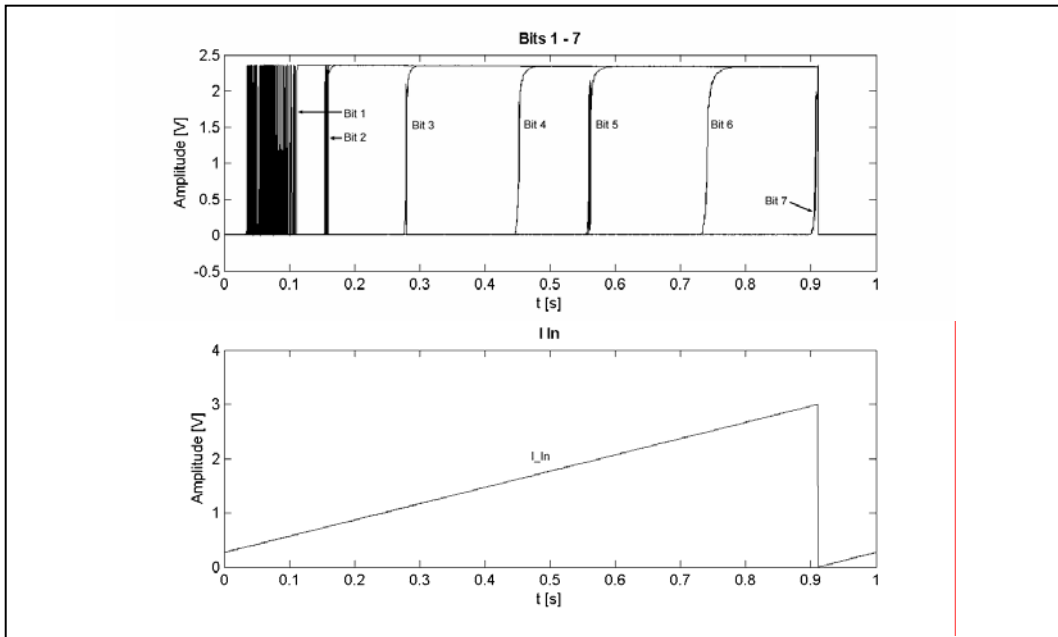 Bits 1 - 7
2.5
2
1.5
1
0.5
0
-0.5
Amplitude [V]
Bit 1
Bit 2
Bit 3
Bit 4
Bit 5
Bit 6
Bit 7
0 0.1 0.2 0.3 0.4 0.5 0.6 0.7 0.8 0.9 1
t [s]
I In
4
3
2
1
0
Amplitude [V]
I_In
0 0.1 0.2 0.3 0.4 0.5 0.6 0.7 0.8 0.9 1
t [s]